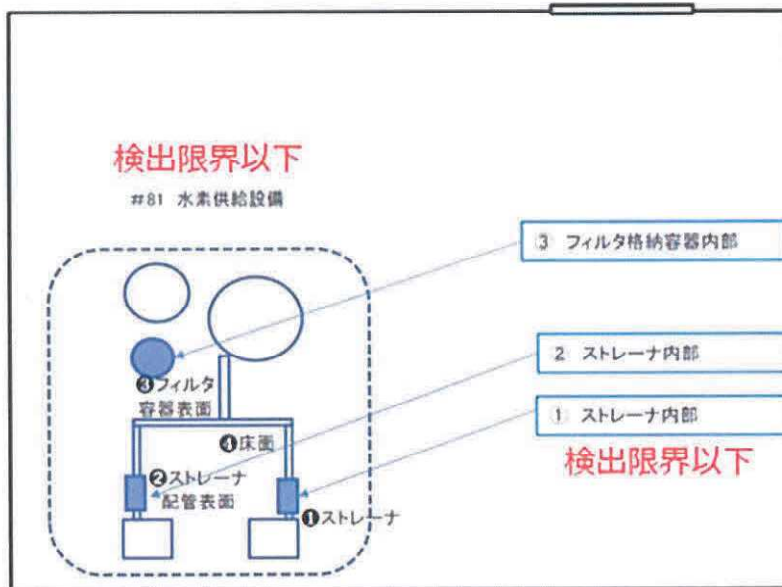 検出限界以下
#81 水素供給設備
③ フィルタ格納容器内部
② ストレーナ内部
① ストレーナ内部
検出限界以下
❸フィルタ
容器表面
❹床面
❷ストレーナ
配管表面
❶ストレーナ